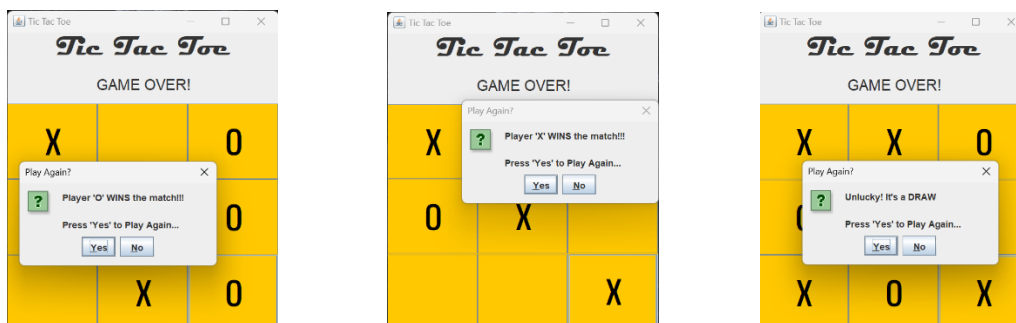 Tic Tac Toe
Tic Tac Toe
GAME OVER!
X O
Play Again?
Player 'O' WINS the match!!!
O
Press 'Yes' to Play Again...
Yes No
X O
Tic Tac Toe
Tic Tac Toe
GAME OVER!
Play Again?
Player 'X' WINS the match!!!
X
Press 'Yes' to Play Again...
Yes No
O X
X
Tic Tac Toe
Tic Tac Toe
GAME OVER!
X X O
Play Again?
Unlucky! It's a DRAW
Press 'Yes' to Play Again...
Yes No
X O X